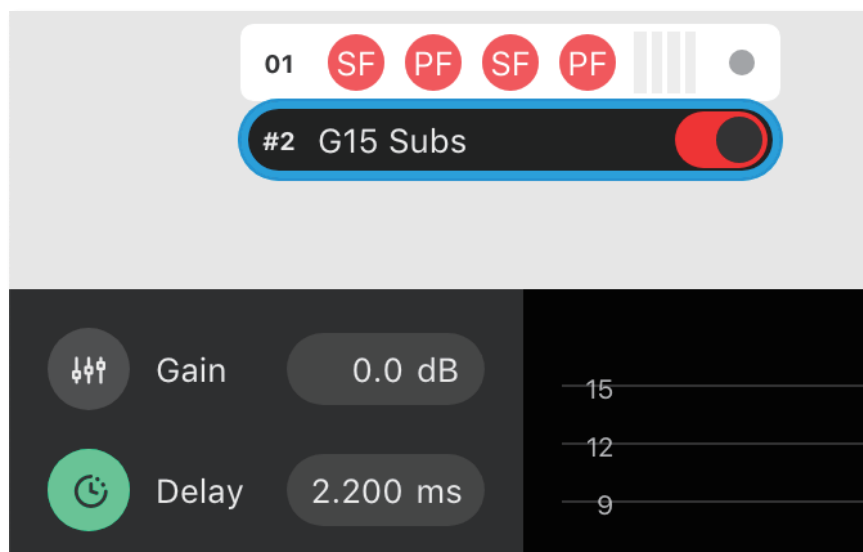 01 SF PF SF PF
#2 G15 Subs
Gain 0.0 dB
Delay 2.200 ms
15
12
9